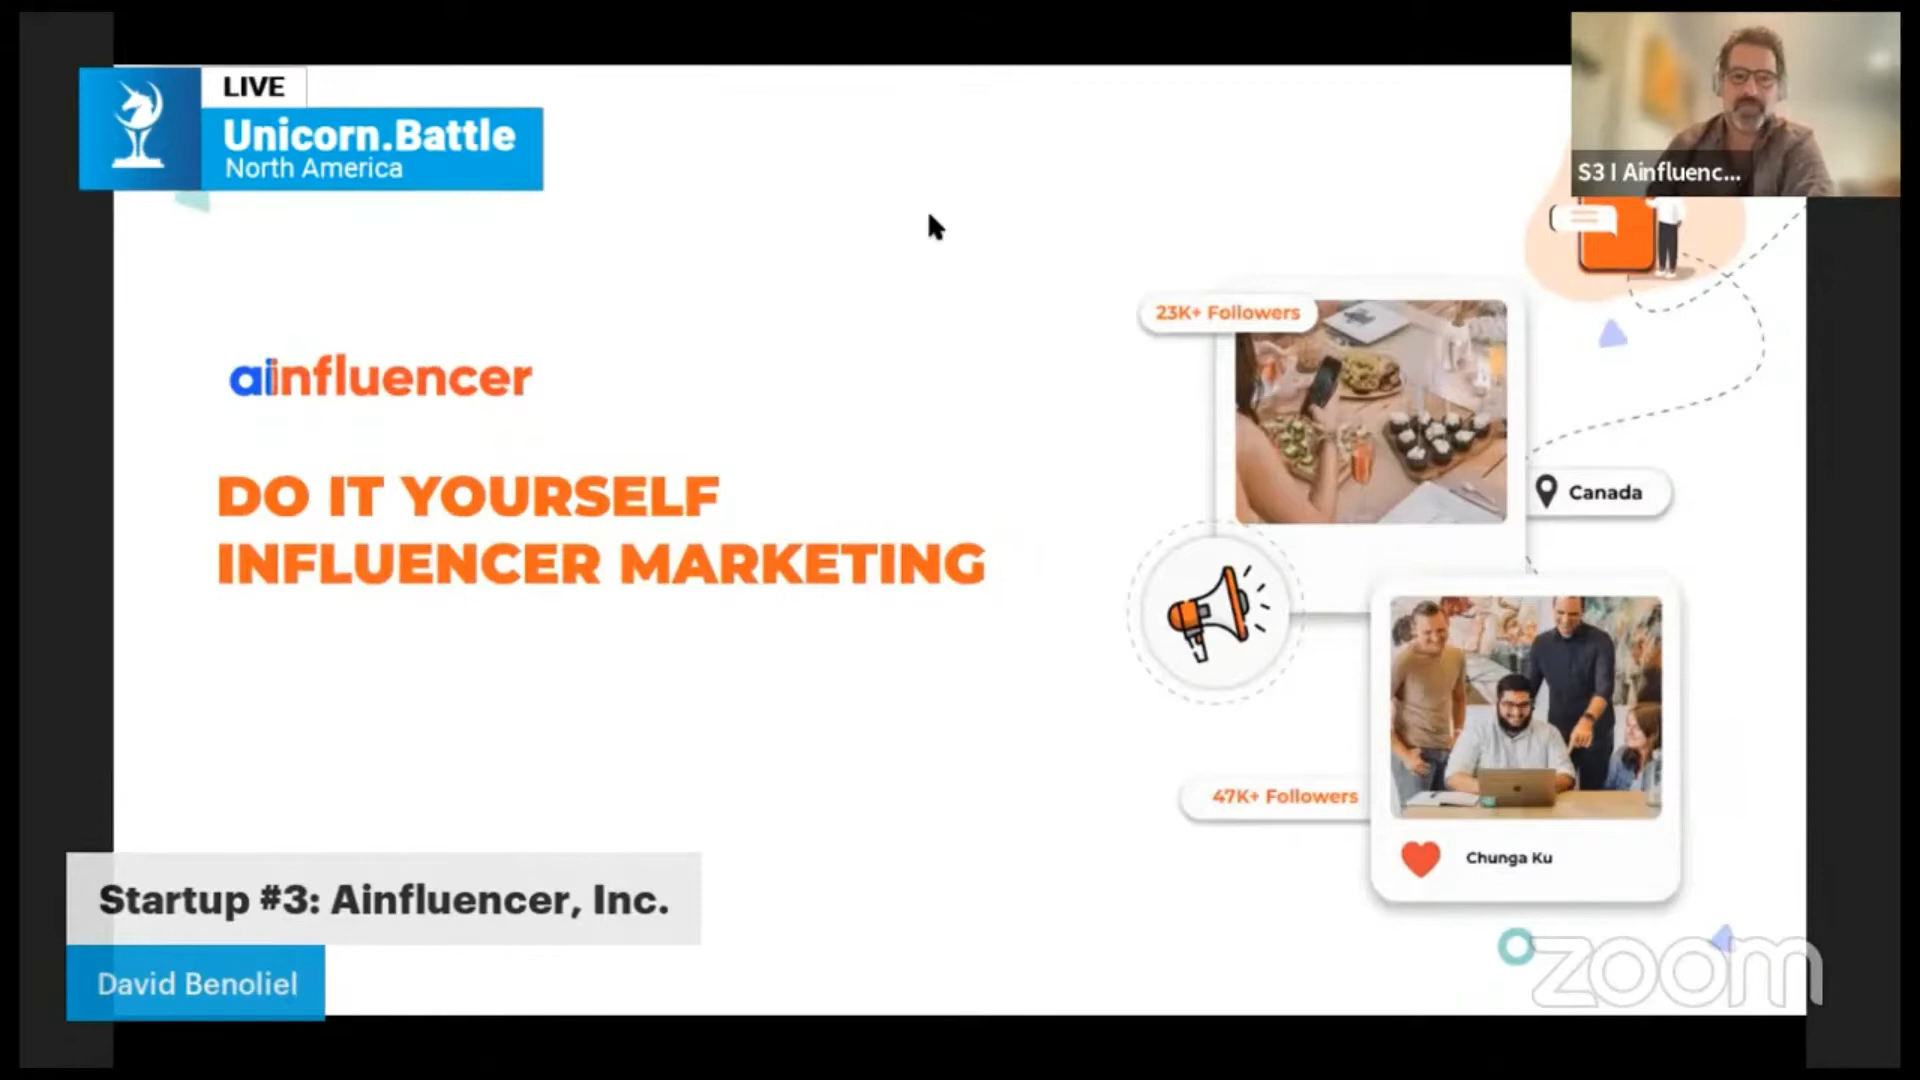 LIVE
Unicorn.Battle
North America
S3 I Ainfluenc...
23K+ Followers
ainfluencer
Canada
DO IT YOURSELF
INFLUENCER MARKETING
47K+ Followers
Chunga Ku
Startup #3: Ainfluencer, Inc.
David Benoliel
zoom